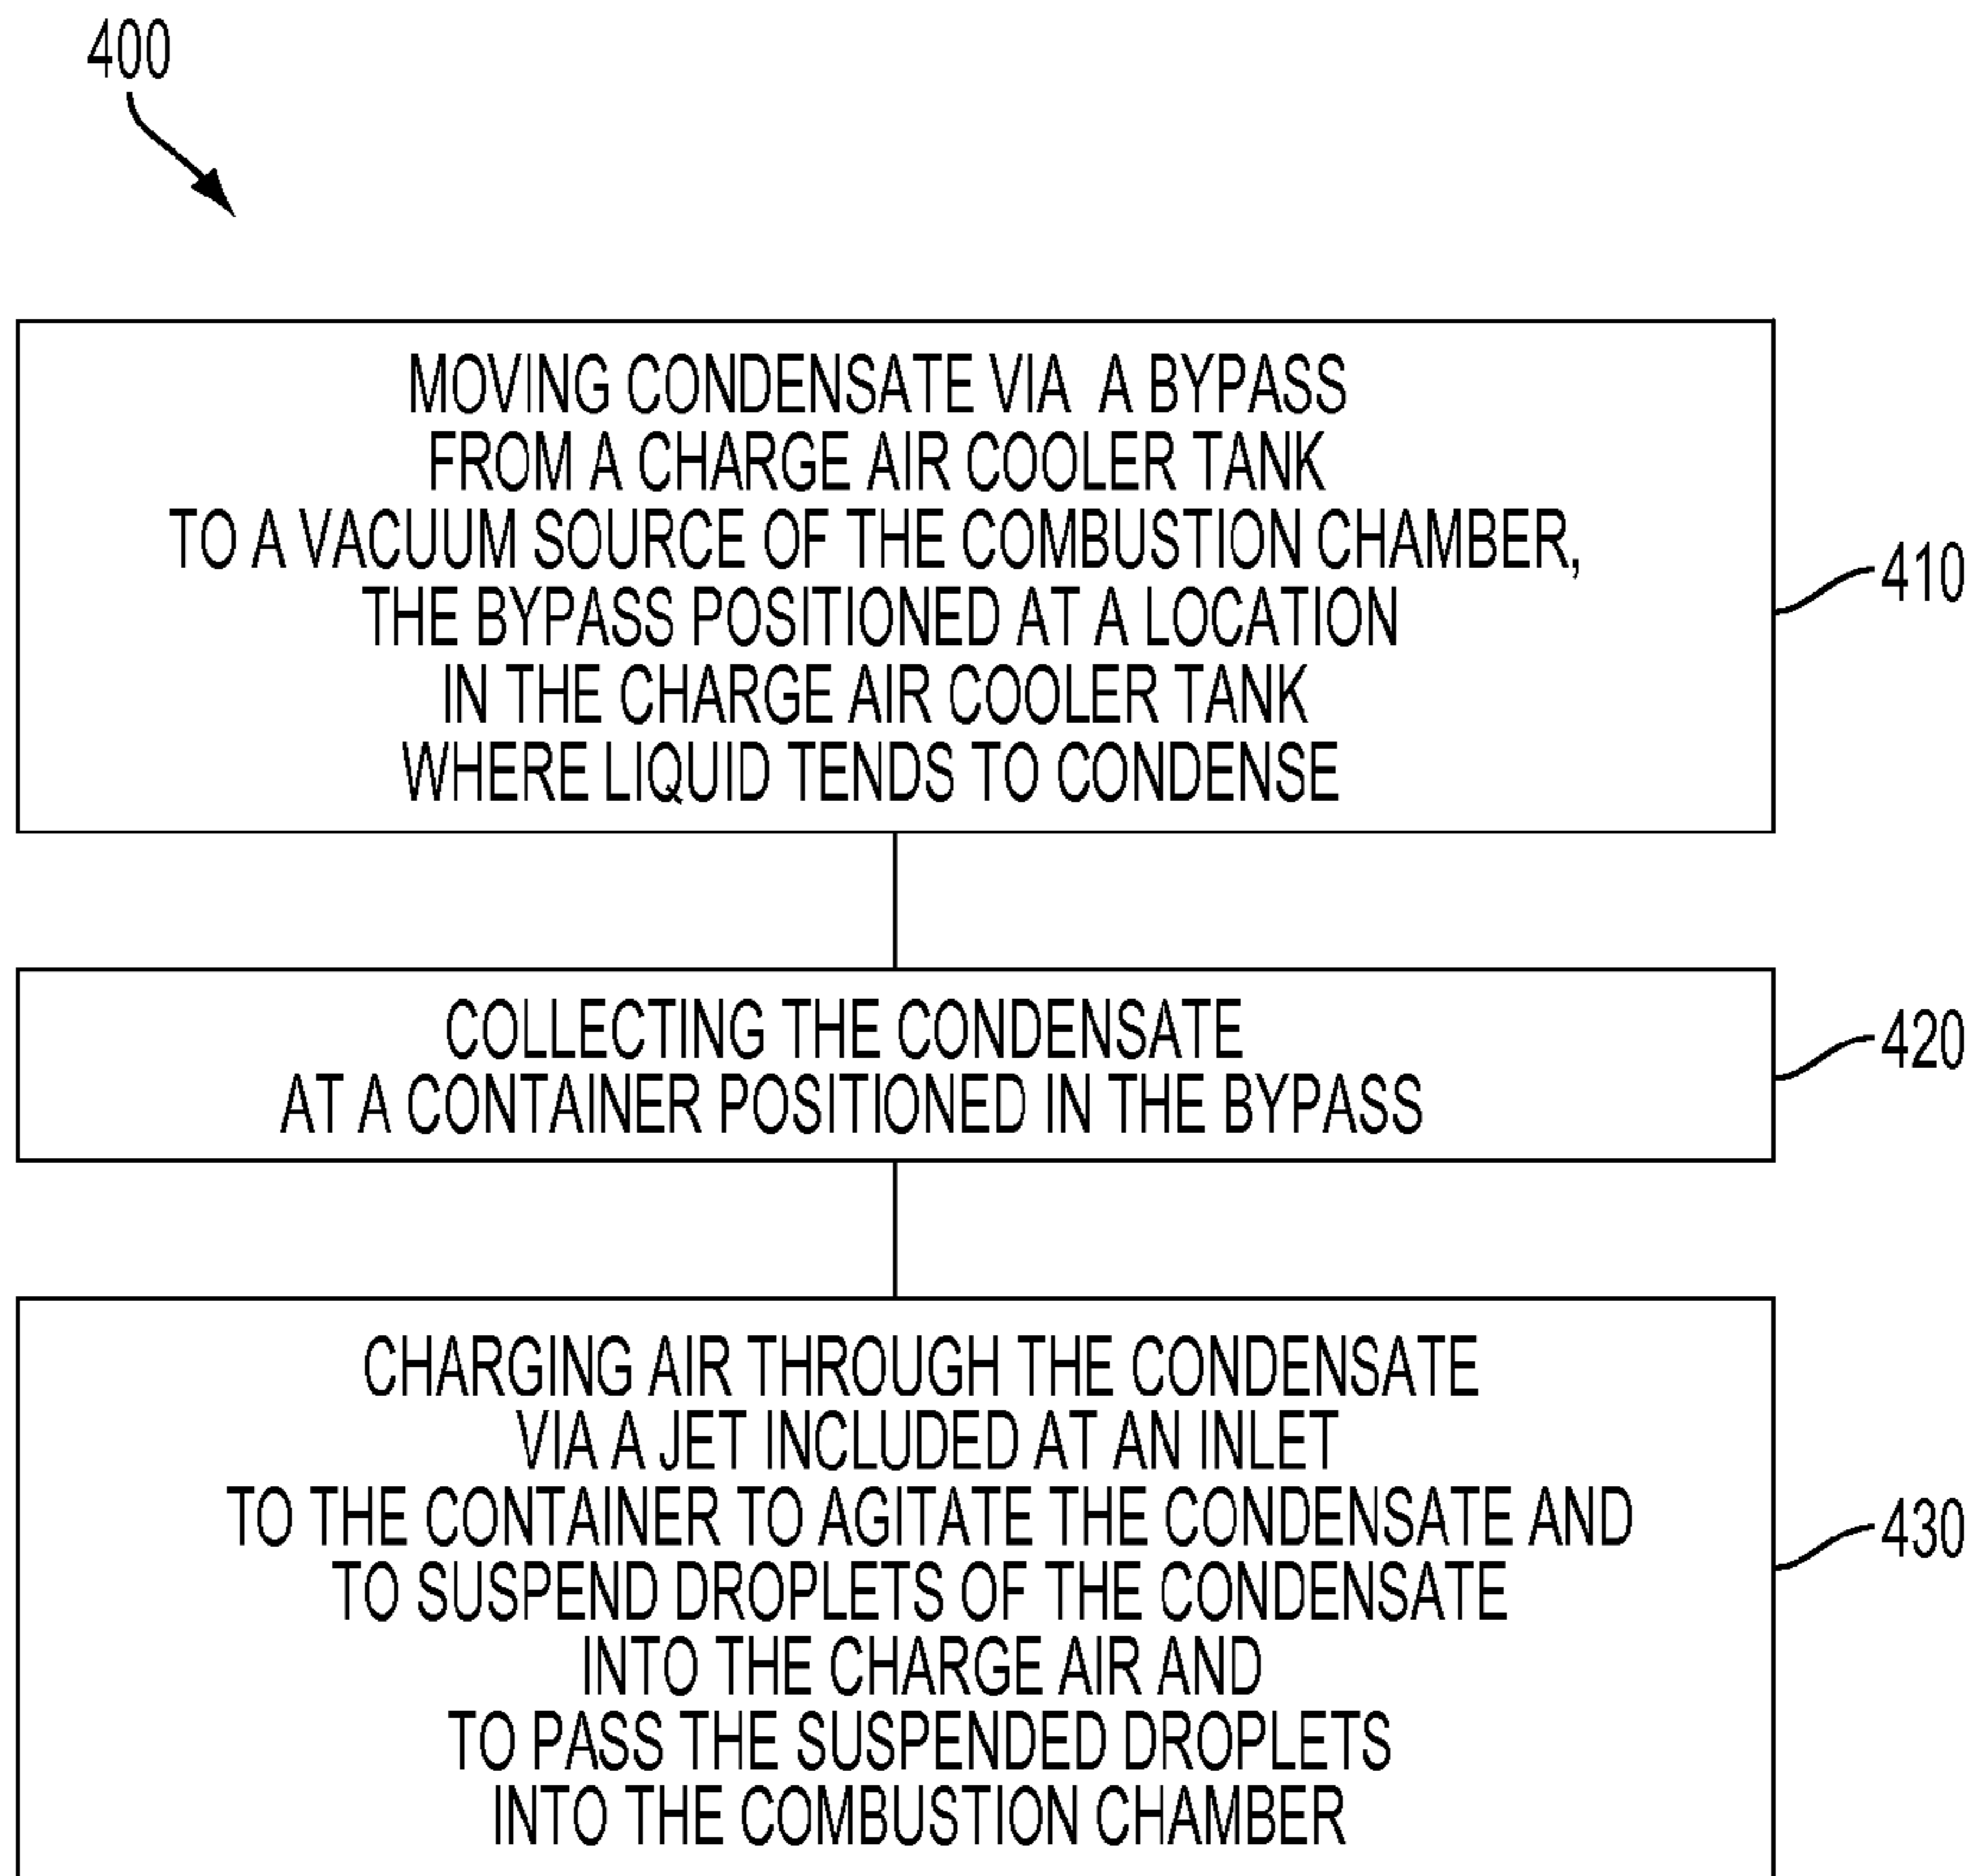 400
MOVING CONDENSATE VIA A BYPASS
FROM A CHARGE AIR COOLER TANK
TO A VACUUM SOURCE OF THE COMBUSTION CHAMBER,
THE BYPASS POSITIONED AT A LOCATION
IN THE CHARGE AIR COOLER TANK
WHERE LIQUID TENDS TO CONDENSE
410
COLLECTING THE CONDENSATE
AT A CONTAINER POSITIONED IN THE BYPASS
420
CHARGING AIR THROUGH THE CONDENSATE
VIA A JET INCLUDED AT AN INLET
TO THE CONTAINER TO AGITATE THE CONDENSATE AND
TO SUSPEND DROPLETS OF THE CONDENSATE
INTO THE CHARGE AIR AND
TO PASS THE SUSPENDED DROPLETS
INTO THE COMBUSTION CHAMBER
430